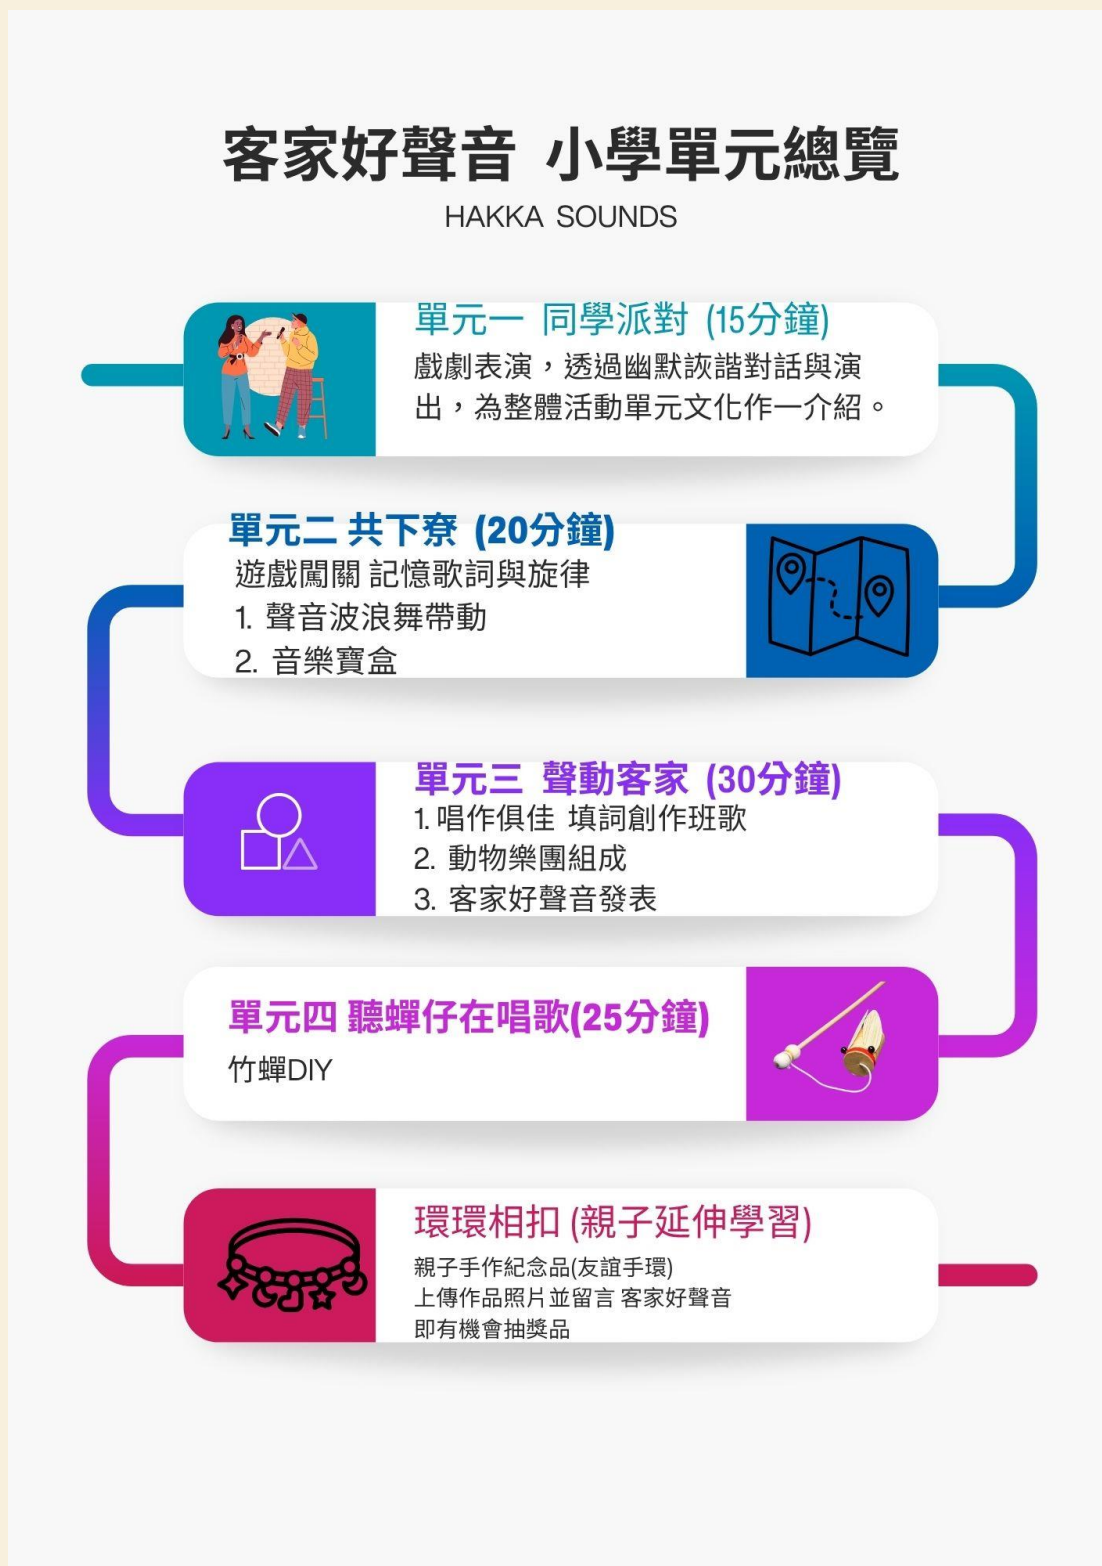 客家好聲音 小學單元總覽
HAKKA SOUNDS
單元一 同學派對 (15分鐘)
戲劇表演，透過幽默詼諧對話與演
出，為整體活動單元文化作一介紹。
單元二 共下尞 (20分鐘)
遊戲闖關 記憶歌詞與旋律
1. 聲音波浪舞帶動
2. 音樂寶盒
單元三 聲動客家 (30分鐘)
1. 唱作俱佳 填詞創作班歌
2. 動物樂團組成
3. 客家好聲音發表
單元四 聽蟬仔在唱歌(25分鐘)
竹蟬DIY
環環相扣 (親子延伸學習)
親子手作紀念品(友誼手環)
上傳作品照片並留言 客家好聲音
即有機會抽獎品